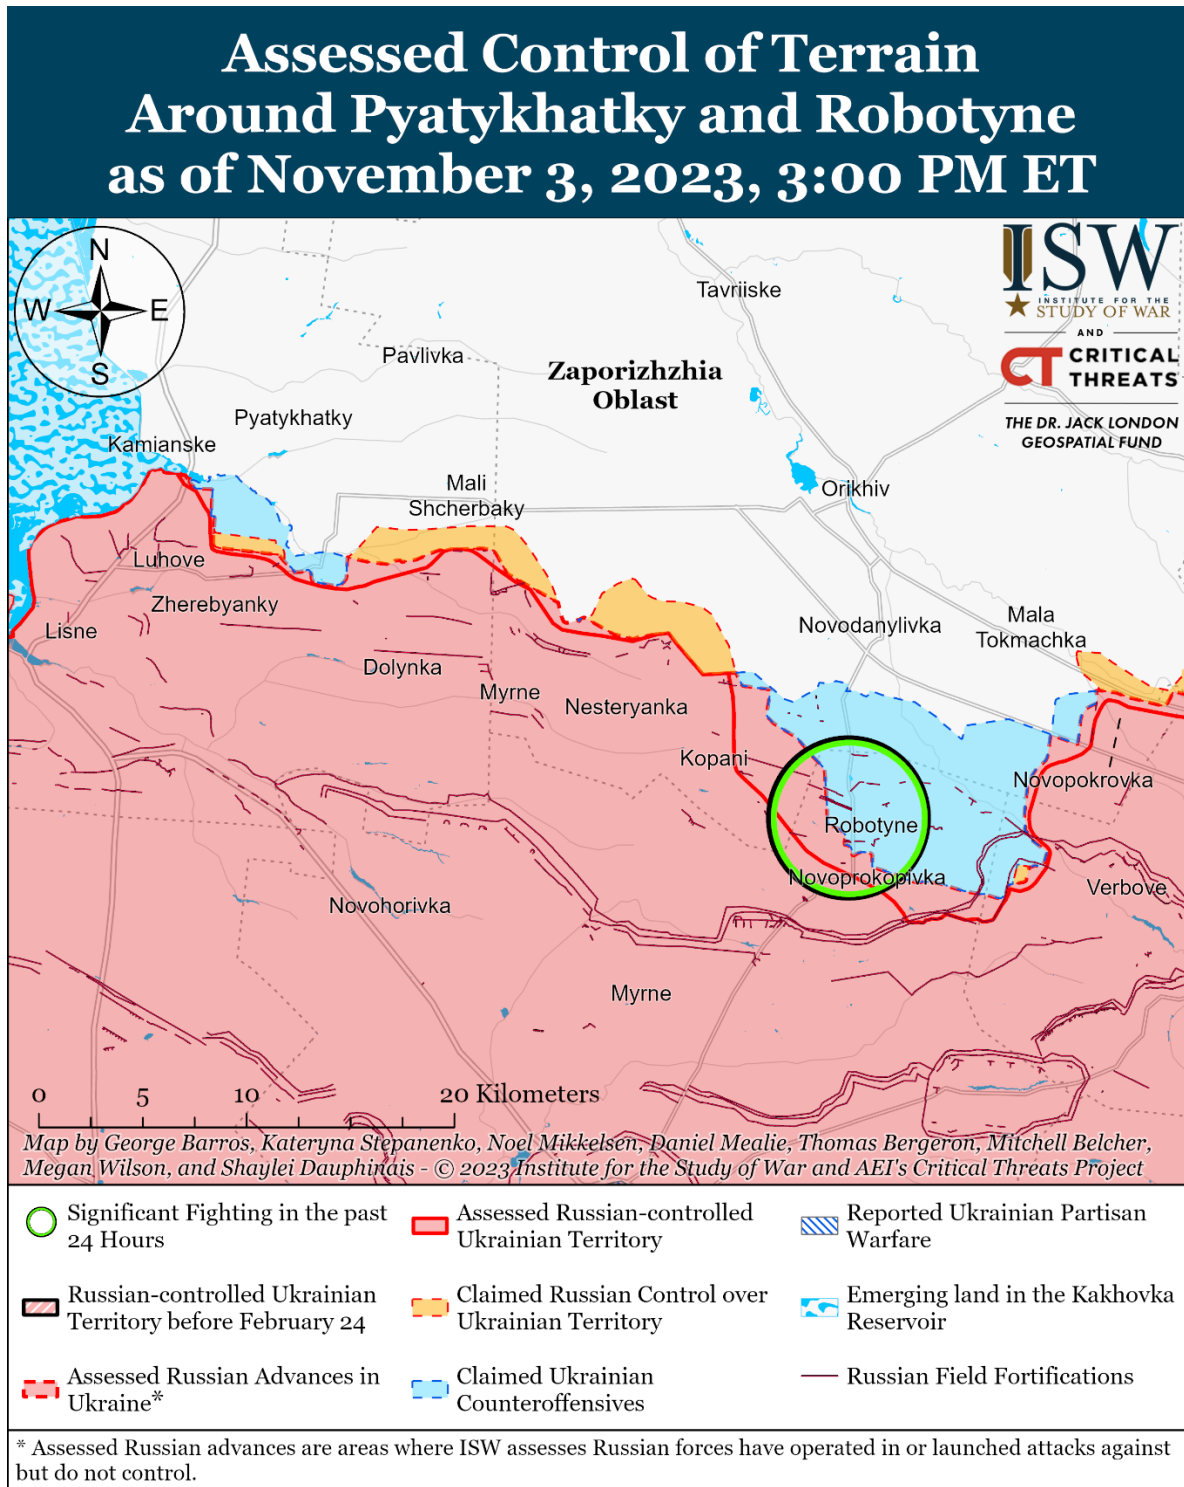 Assessed Control of Terrain
Around Pyatykhatky and Robotyne
as of November 3, 2023, 3:00 PM ET
N
W
E
S
ISW
INSTITUTE FOR THE
STUDY OF WAR
AND
CT CRITICAL
THREATS
THE DR. JACK LONDON
GEOSPATIAL FUND
Tavriiske
Pavlivka
Zaporizhzhia
Oblast
Pyatykhatky
Kamianske
Mali
Shcherbaky
Orikhiv
Luhove
Zherebyanky
Lisne
Mala
Tokmachka
Novodanylivka
Dolynka
Myrne
Nesteryanka
Kopani
Novopokrovka
Robotyne
Novoprokopivka
Verbove
Novohorivka
Myrne
0 5 10 20 Kilometers
Map by George Barros, Kateryna Stepanenko, Noel Mikkelsen, Daniel Mealie, Thomas Bergeron, Mitchell Belcher,
Megan Wilson, and Shaylei Dauphinais - © 2023 Institute for the Study of War and AEI's Critical Threats Project
Significant Fighting in the past
24 Hours
Russian-controlled Ukrainian
Territory before February 24
Assessed Russian Advances in
Ukraine*
Assessed Russian-controlled
Ukrainian Territory
Claimed Russian Control over
Ukrainian Territory
Claimed Ukrainian
Counteroffensives
Reported Ukrainian Partisan
Warfare
Emerging land in the Kakhovka
Reservoir
Russian Field Fortifications
* Assessed Russian advances are areas where ISW assesses Russian forces have operated in or launched attacks against
but do not control.